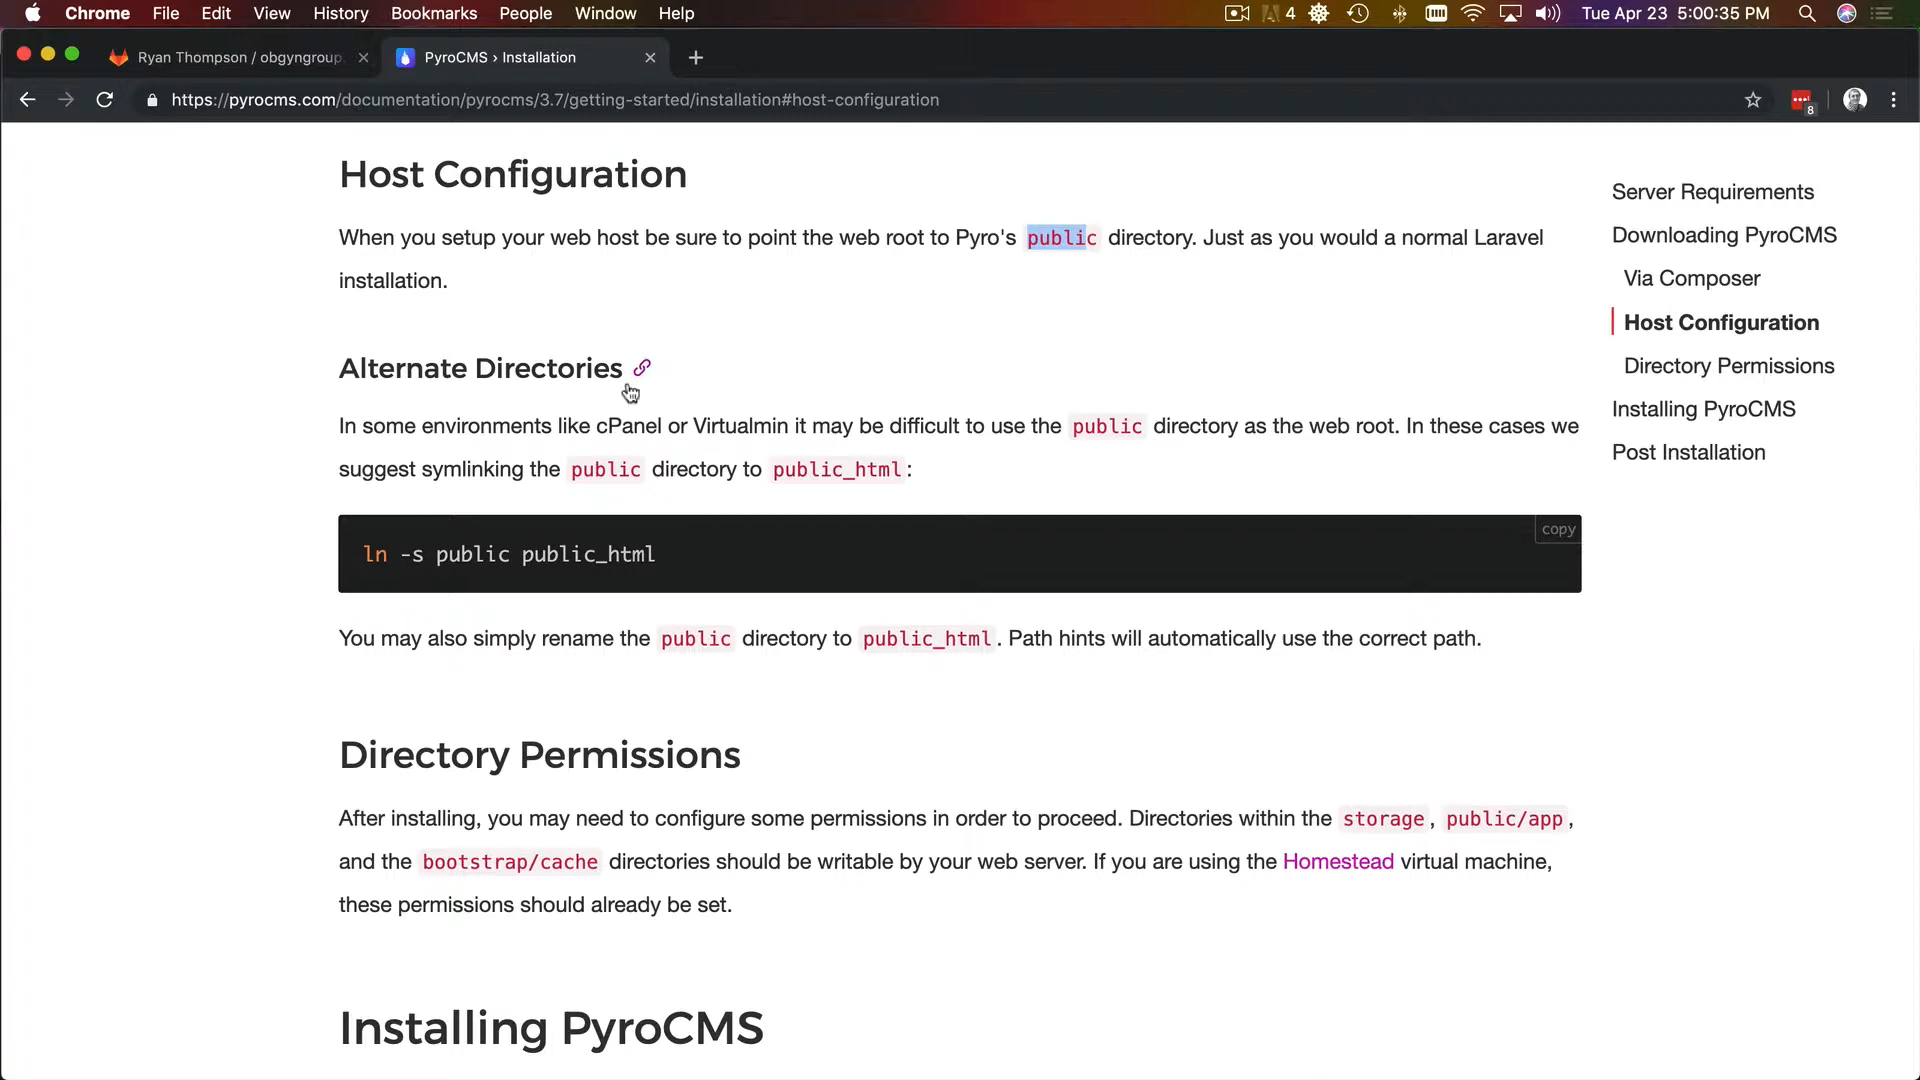 Chrome File Edit View History Bookmarks People Window Help 4 Tue Apr 23 5:00:35 PM
Ryan Thompson / obgyngroup. PyroCMS › Installation
https://pyrocms.com/documentation/pyrocms/3.7/getting-started/installation#host-configuration 8
Host Configuration
When you setup your web host be sure to point the web root to Pyro's public directory. Just as you would a normal Laravel
installation.
Alternate Directories
In some environments like cPanel or Virtualmin it may be difficult to use the public directory as the web root. In these cases we
suggest symlinking the public directory to public_html:
copy
ln -s public public_html
You may also simply rename the public directory to public_html. Path hints will automatically use the correct path.
Directory Permissions
After installing, you may need to configure some permissions in order to proceed. Directories within the storage, public/app,
and the bootstrap/cache directories should be writable by your web server. If you are using the Homestead virtual machine,
these permissions should already be set.
Installing PyroCMS
Server Requirements
Downloading PyroCMS
Via Composer
Host Configuration
Directory Permissions
Installing PyroCMS
Post Installation